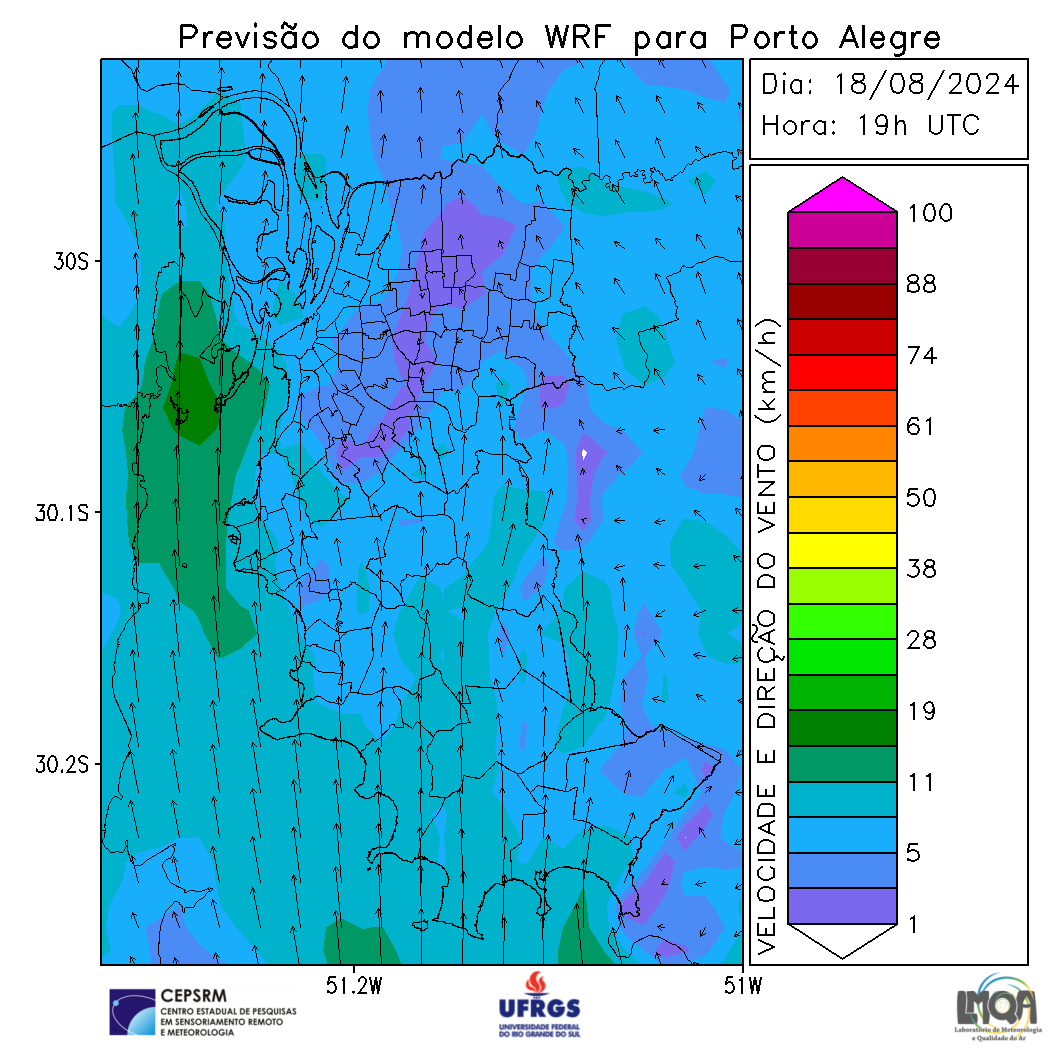 Previsão do modelo WRF para Porto Alegre
Dia: 18/08/2024
Hora: 19h UTC
30S
30.1S
30.2S
51.2W
51W
VELOCIDADE E DIREÇÃO DO VENTO (km/h)
100
88
74
61
50
38
28
19
11
5
1
CEPSRM
CENTRO ESTADUAL DE PESQUISAS
EM SENSORIAMENTO REMOTO
E METEOROLOGIA
UFRGS
UNIVERSIDADE FEDERAL
DO RIO GRANDE DO SUL
LMQA
Laboratório de Meteorologia
e Qualidade do Ar